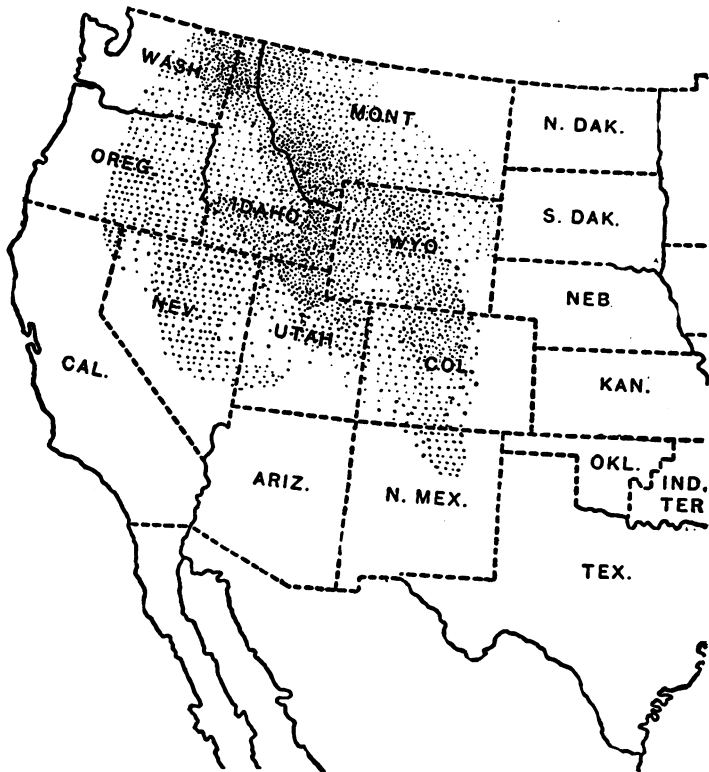 WASH
MONT.
N. DAK.
OREG.
IDAHO
S. DAK.
WYO.
NEV.
NEB
UTAH
COL.
CAL.
KAN.
ARIZ.
N. MEX.
OKL.
IND.
TER
TEX.